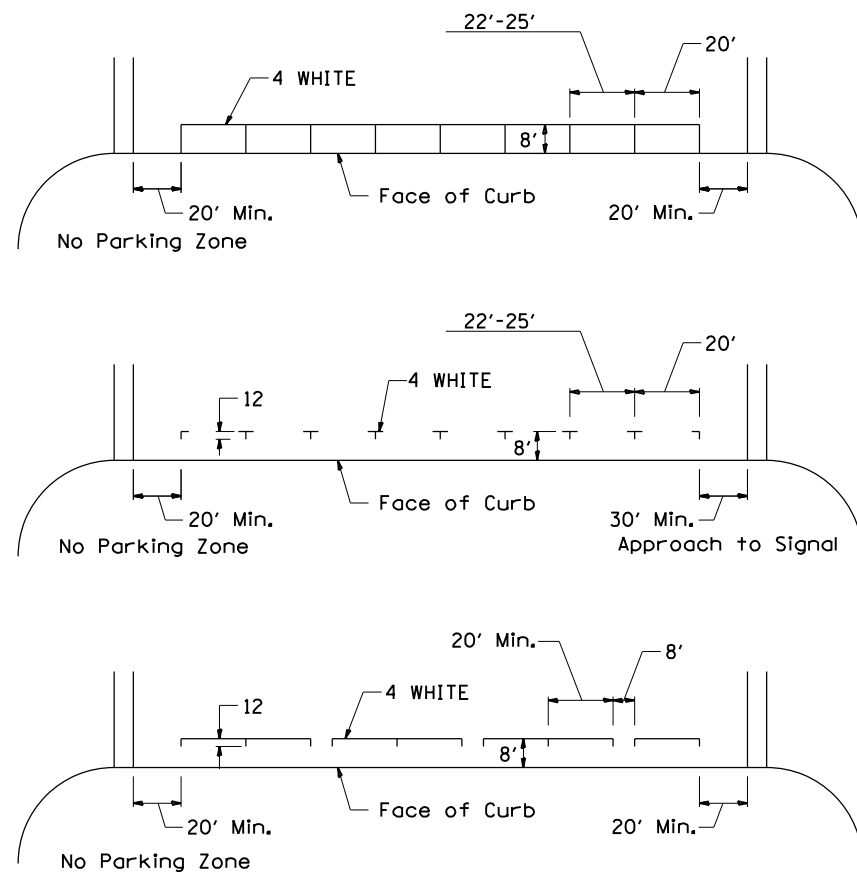 22'-25'
20'
4 WHITE
8'
Face of Curb
20' Min.
20' Min.
No Parking Zone
22'-25'
20'
4 WHITE
12
8'
Face of Curb
20' Min.
30' Min.
No Parking Zone
Approach to Signal
20' Min.
8'
4 WHITE
12
8'
Face of Curb
20' Min.
20' Min.
No Parking Zone